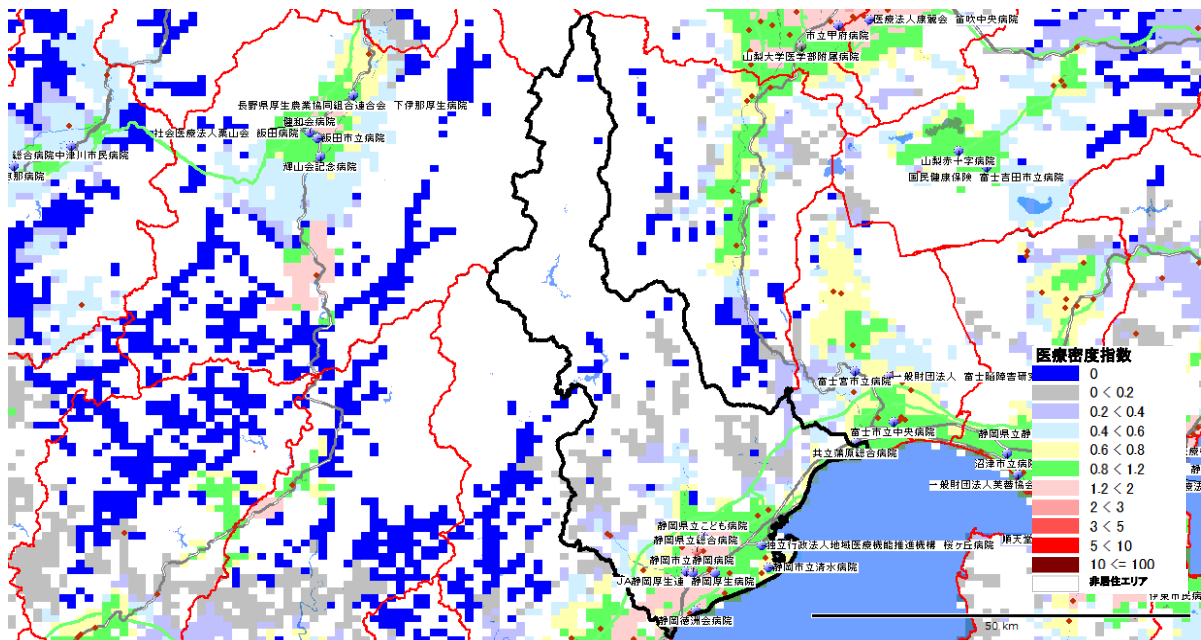 医療法人康麗会 笛吹中央病院
市立甲府病院
山梨大学医学部附属病院
長野県厚生農業協同組合連合会 下伊那厚生病院
健和会病院
社会医療法人栗山会 飯田病院
飯田市立病院
総合病院中津川市民病院
輝山会記念病院
恵那病院
山梨赤十字病院
国民健康保険 富士吉田市立病院
医療密度指数
0
0 < 0.2
0.2 < 0.4
0.4 < 0.6
0.6 < 0.8
0.8 < 1.2
1.2 < 2
2 < 3
3 < 5
5 < 10
10 <= 100
非居住エリア
富士宮市立病院
一般財団法人 富士脳障害研究
富士市立中央病院
静岡県立静
共立蒲原総合病院
沼津市立病院
一般財団法人芙蓉協会
静岡県立こども病院
静岡県立総合病院
独立行政法人地域医療機能推進機構 桜ヶ丘病院
順天堂
静岡市立静岡病院
静岡市立清水病院
JA静岡厚生連 静岡厚生病院
伊東市民病
静岡徳洲会病院
50 km